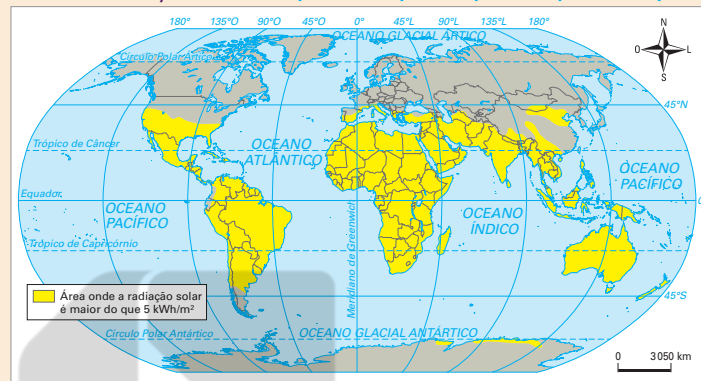 180° 135°O 90°O 45°O 0° 45°L 90°L 135°L 180°
OCEANO GLACIAL ÁRTICO
N
O L
S
Círculo Polar Ártico
45°N
Trópico de Câncer
OCEANO
ATLÂNTICO
OCEANO
PACÍFICO
Equador
0°
OCEANO
PACÍFICO
Meridiano de Greenwich
OCEANO
ÍNDICO
Trópico de Capricórnio
Área onde a radiação solar
é maior do que 5 kWh/m²
45°S
Círculo Polar Antártico
OCEANO GLACIAL ANTÁRTICO
0 3 050 km